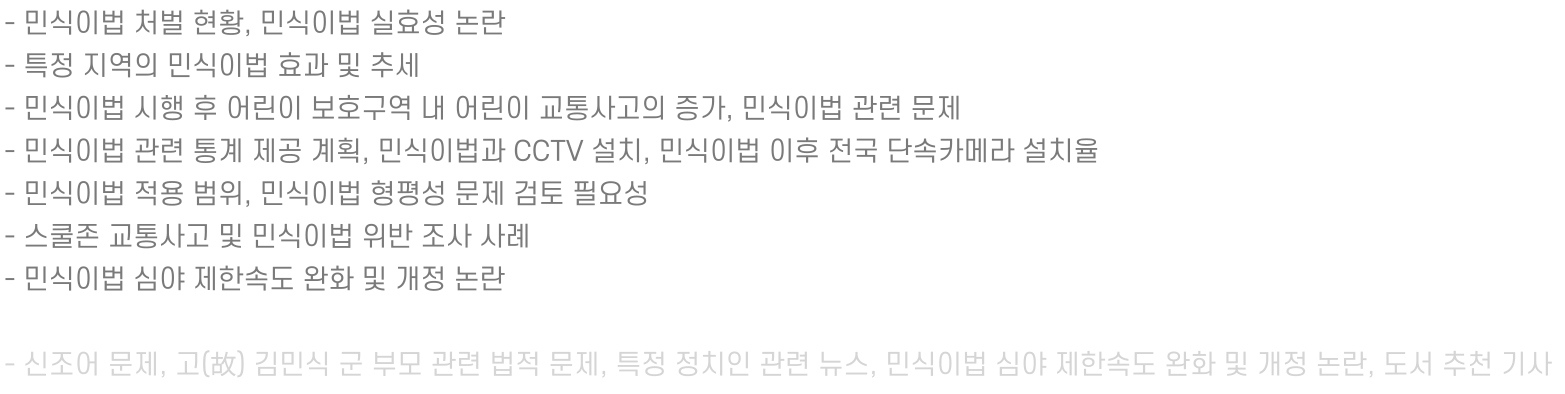 - 민식이법 처벌 현황, 민식이법 실효성 논란
- 특정 지역의 민식이법 효과 및 추세
- 민식이법 시행 후 어린이 보호구역 내 어린이 교통사고의 증가, 민식이법 관련 문제
- 민식이법 관련 통계 제공 계획, 민식이법과 CCTV 설치, 민식이법 이후 전국 단속카메라 설치율
- 민식이법 적용 범위, 민식이법 형평성 문제 검토 필요성
- 스쿨존 교통사고 및 민식이법 위반 조사 사례
- 민식이법 심야 제한속도 완화 및 개정 논란
- 신조어 문제, 고(故) 김민식 군 부모 관련 법적 문제, 특정 정치인 관련 뉴스, 민식이법 심야 제한속도 완화 및 개정 논란, 도서 추천 기사